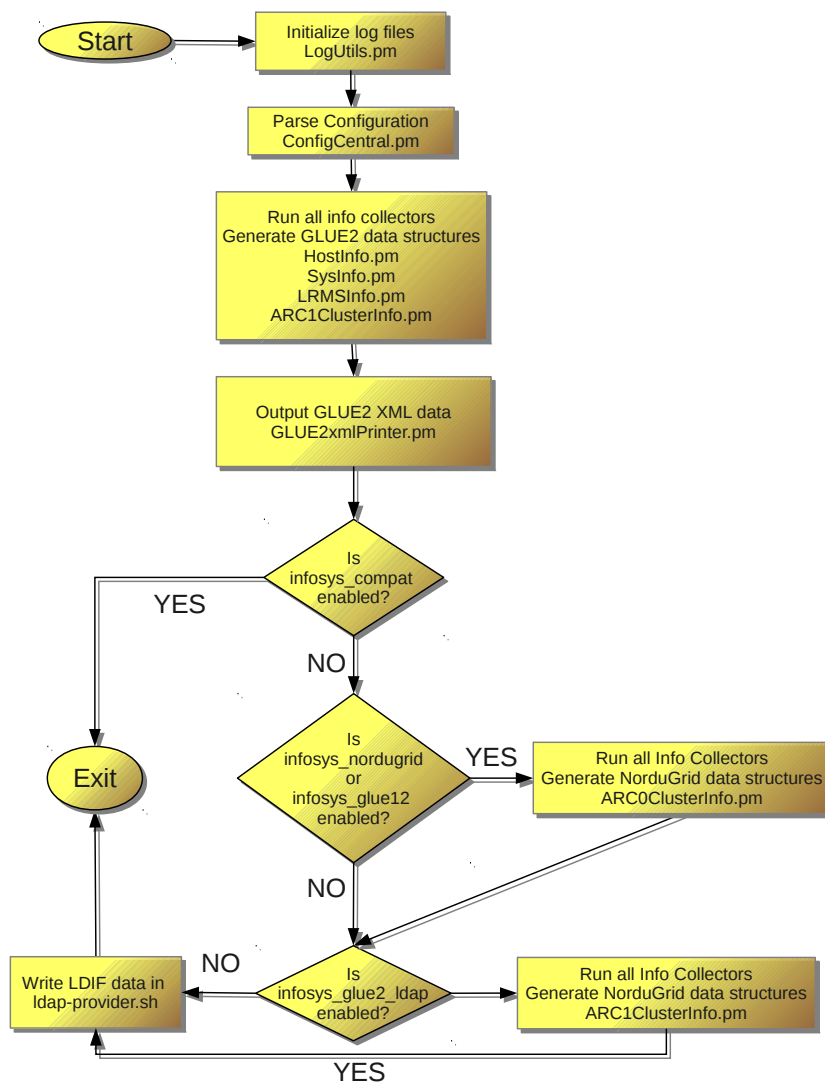 Start
Initialize log files
LogUtils.pm
Parse Configuration
ConfigCentral.pm
Run all info collectors
Generate GLUE2 data structures
HostInfo.pm
SysInfo.pm
LRMSInfo.pm
ARC1ClusterInfo.pm
Output GLUE2 XML data
GLUE2xmlPrinter.pm
Is
infosys_compat
enabled?
YES
NO
Exit
Is
infosys_nordugrid
or
infosys_glue12
enabled?
YES
Run all Info Collectors
Generate NorduGrid data structures
ARC0ClusterInfo.pm
NO
Write LDIF data in
ldap-provider.sh
NO
Is
infosys_glue2_ldap
enabled?
Run all Info Collectors
Generate NorduGrid data structures
ARC1ClusterInfo.pm
YES